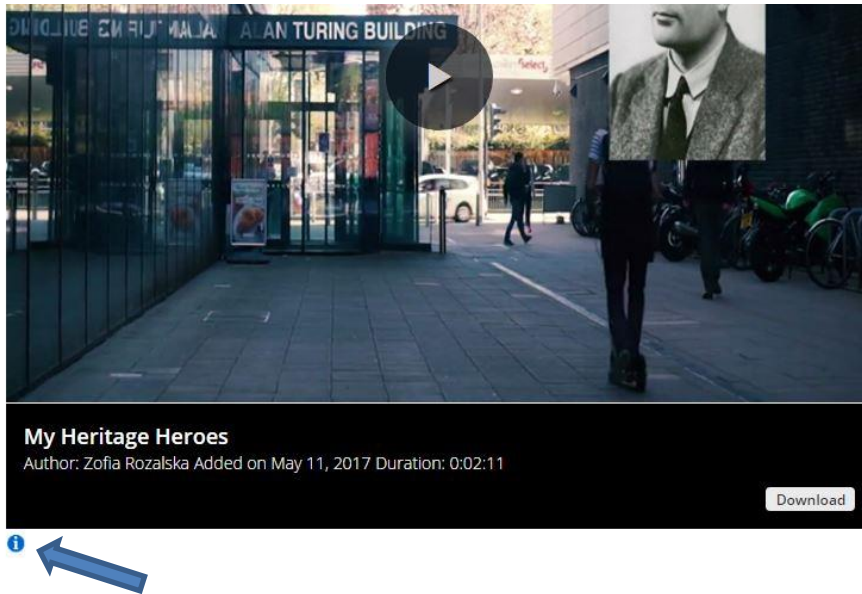 ALAN TURING BUILDING
Select
My Heritage Heroes
Author: Zofia Rozalska Added on May 11, 2017 Duration: 0:02:11
Download
i